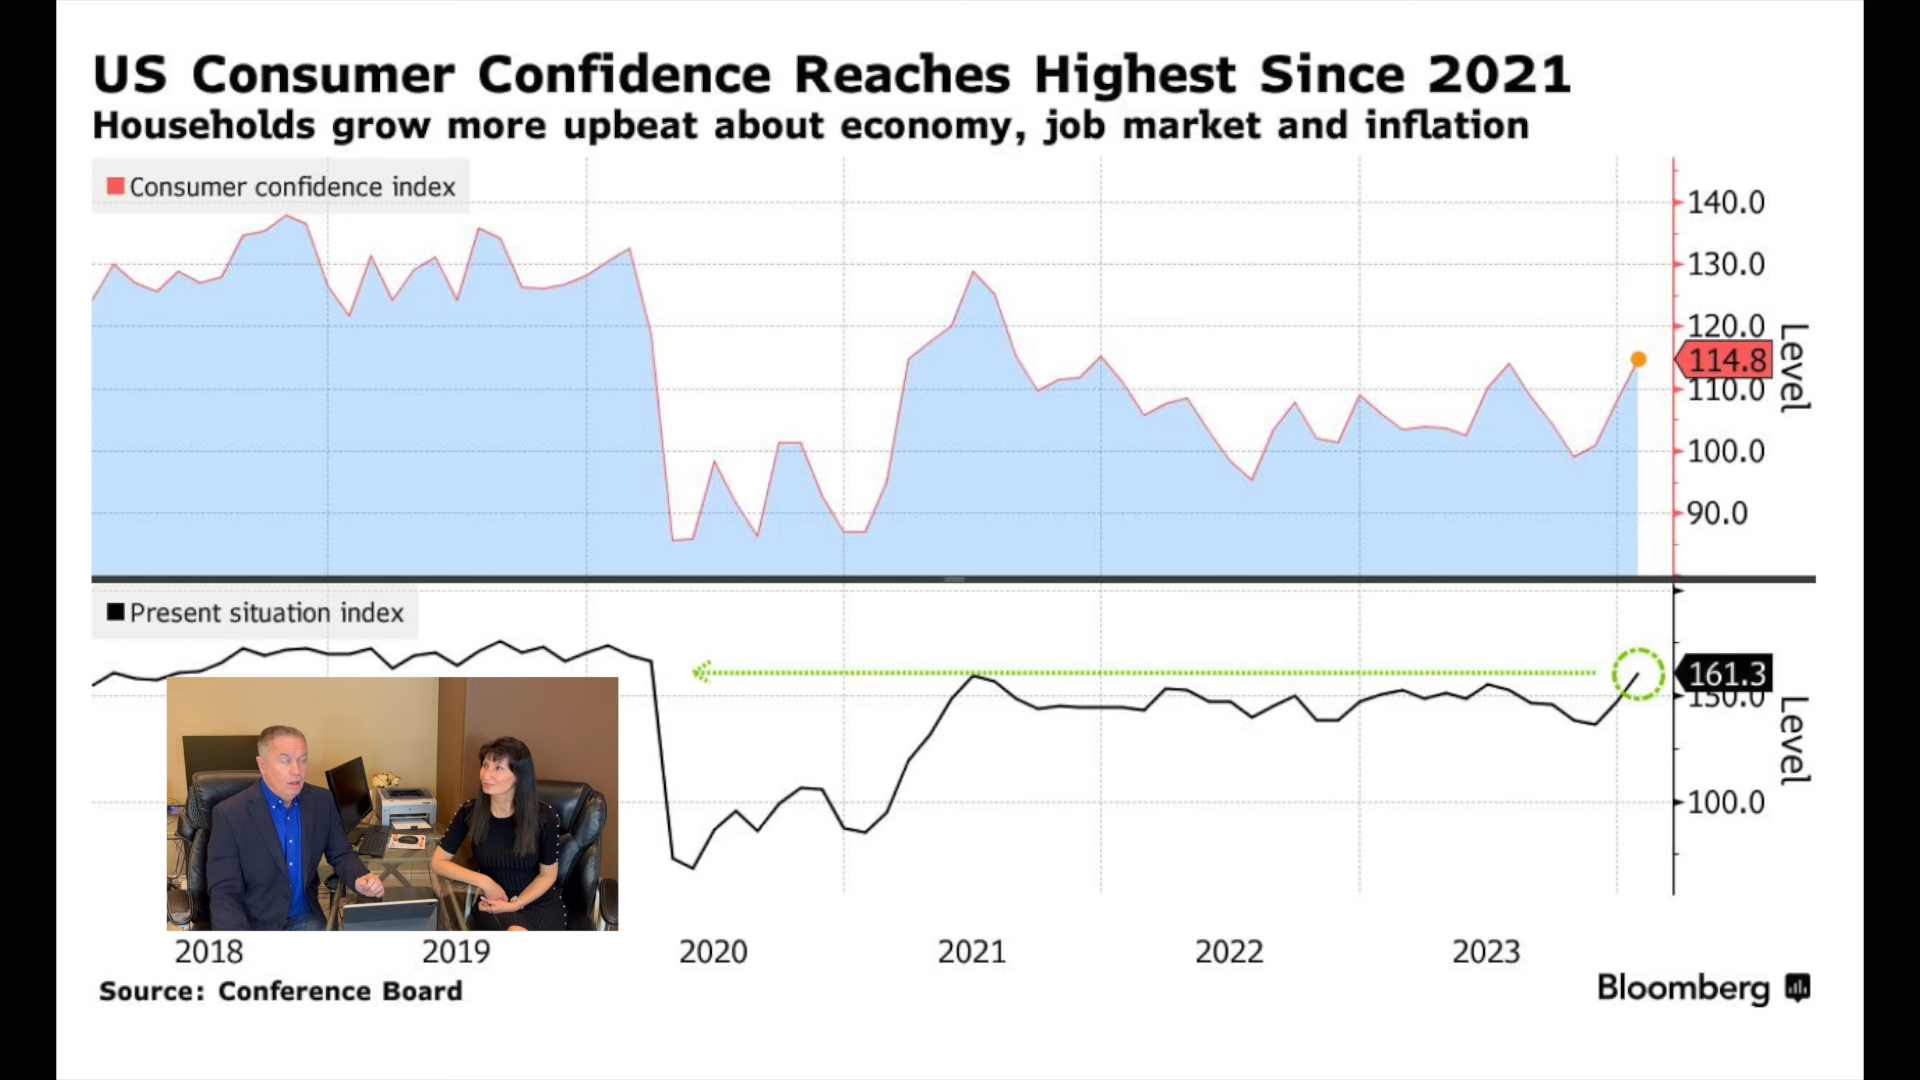 US Consumer Confidence Reaches Highest Since 2021
Households grow more upbeat about economy, job market and inflation
Consumer confidence index
140.0
130.0
120.0
114.8
110.0
100.0
90.0
Level
Present situation index
161.3
150.0
100.0
Level
2018 2019 2020 2021 2022 2023
Source: Conference Board
Bloomberg